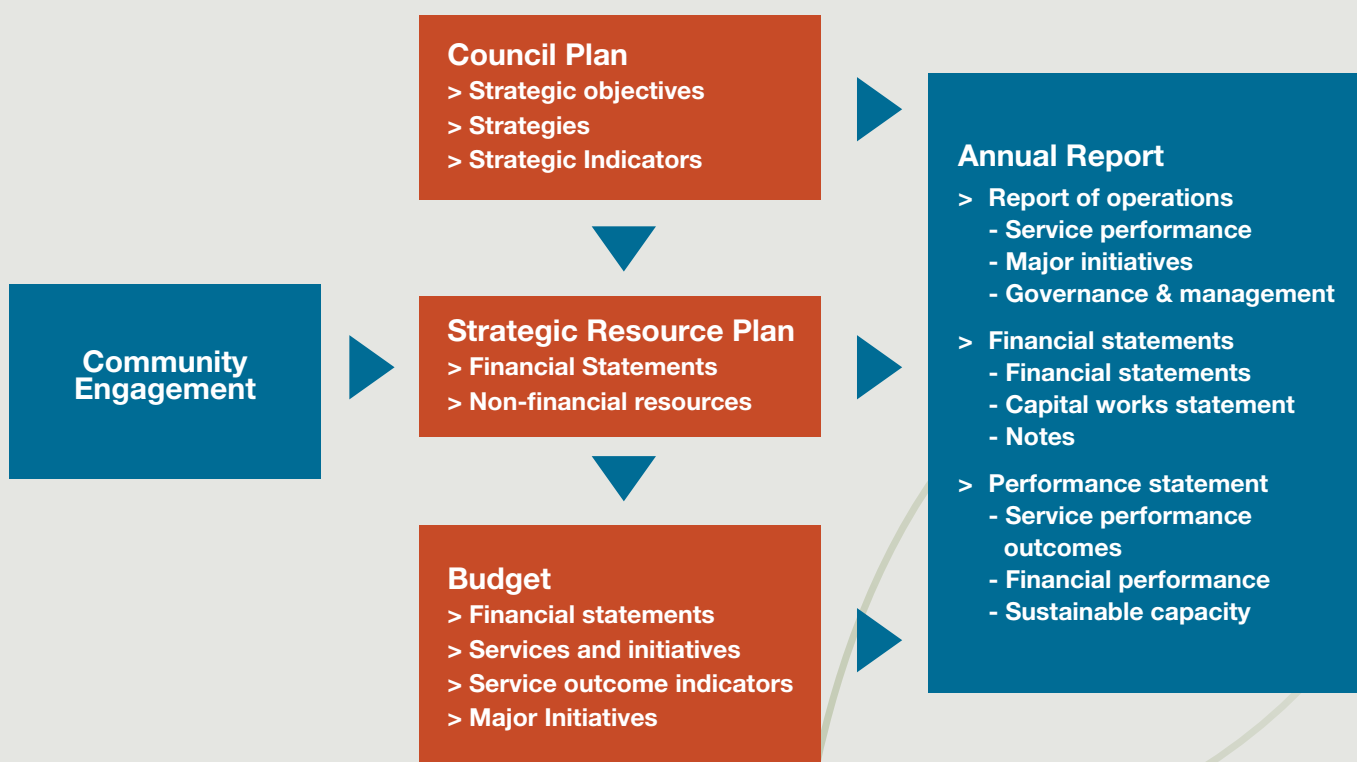 Community
Engagement
Council Plan
> Strategic objectives
> Strategies
> Strategic Indicators
Strategic Resource Plan
> Financial Statements
> Non-financial resources
Budget
> Financial statements
> Services and initiatives
> Service outcome indicators
> Major Initiatives
Annual Report
> Report of operations
- Service performance
- Major initiatives
- Governance & management
> Financial statements
- Financial statements
- Capital works statement
- Notes
> Performance statement
- Service performance
outcomes
- Financial performance
- Sustainable capacity